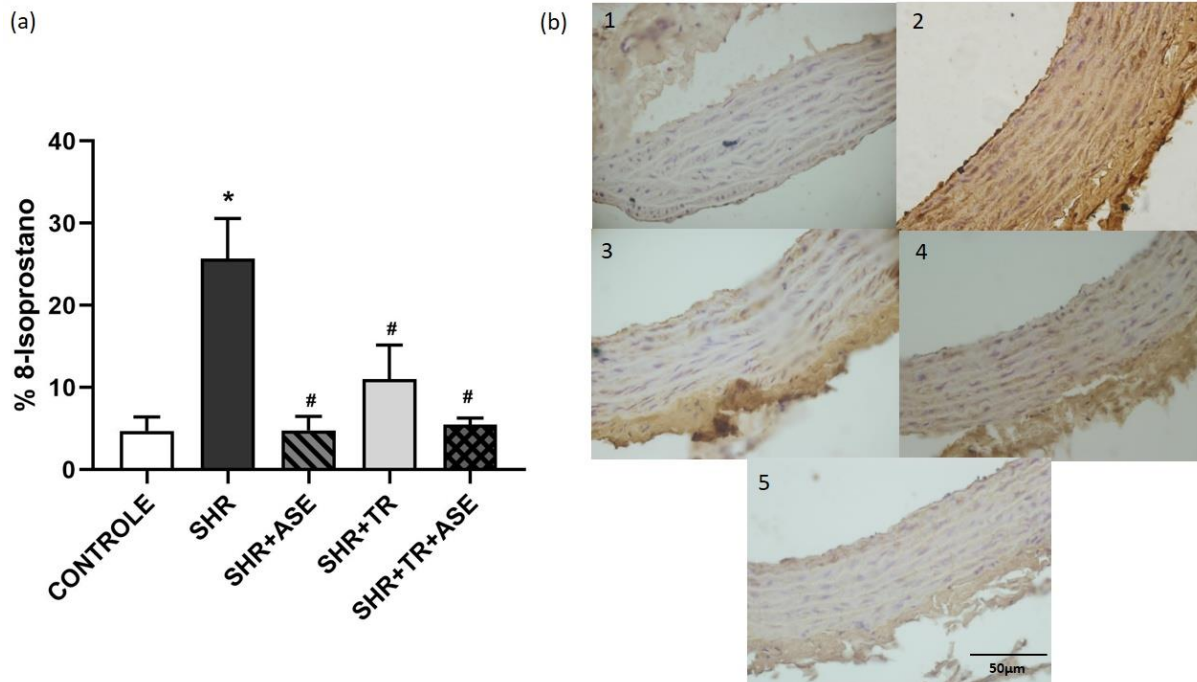 (a)
% 8-Isoprostano
40
30
20
10
0
*
#
#
#
CONTROLE
SHR
SHR+ASE
SHR+TR
SHR+TR+ASE
(b)
1
2
3
4
5
50µm